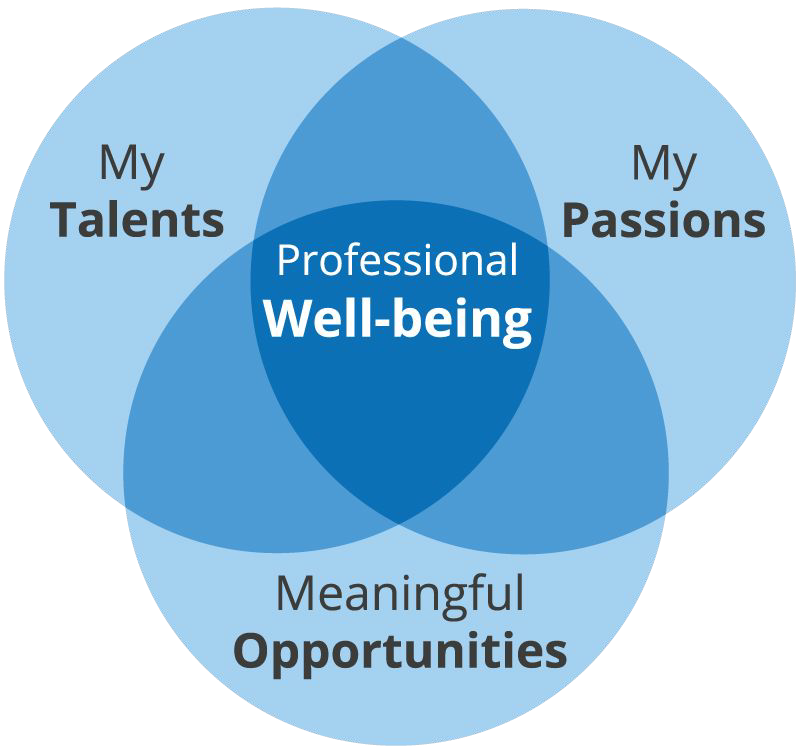 My
Talents
My
Passions
Professional
Well-being
Meaningful
Opportunities